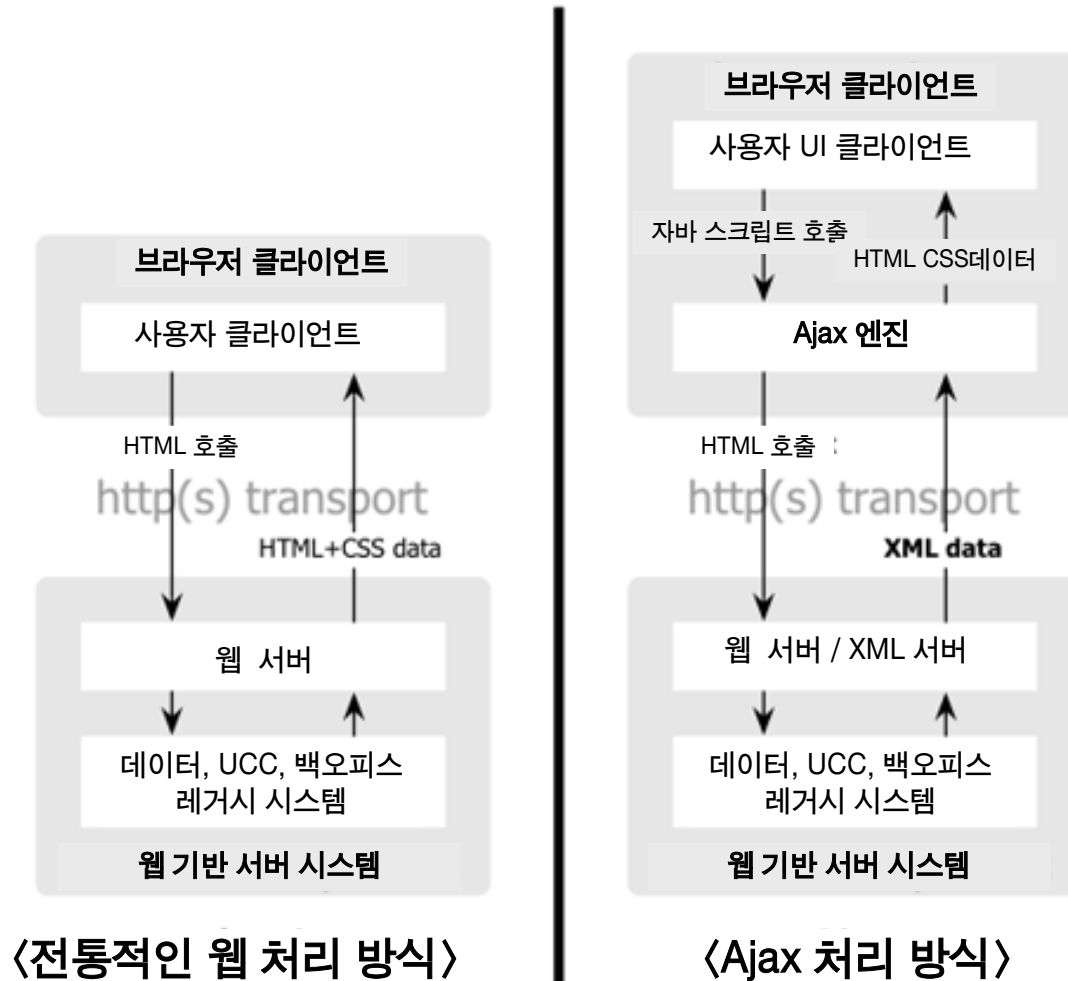 브라우저 클라이언트
사용자 클라이언트
HTML 호출
http(s) transport
HTML+CSS data
웹 서버
데이터, UCC, 백오피스
레거시 시스템
웹 기반 서버 시스템
〈전통적인 웹 처리 방식〉
브라우저 클라이언트
사용자 UI 클라이언트
자바 스크립트 호출
HTML CSS데이터
Ajax 엔진
HTML 호출
http(s) transport
XML data
웹 서버 / XML 서버
데이터, UCC, 백오피스
레거시 시스템
웹 기반 서버 시스템
〈Ajax 처리 방식〉